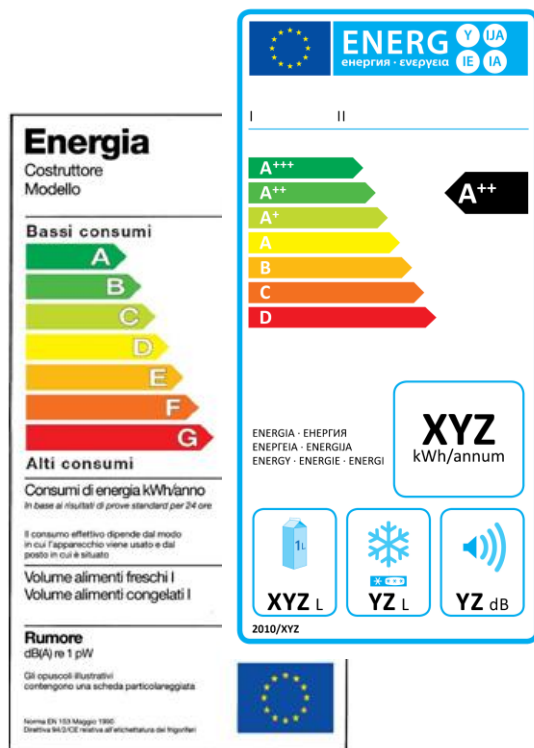 Energia
Costruttore
Modello
Bassi consumi
A
B
C
D
E
F
G
Alti consumi
Consumi di energia kWh/anno
In base ai risultati di prove standard per 24 ore
Il consumo effettivo dipende dal modo
in cui l'apparecchio viene usato e dal
posto in cui è situato
Volume alimenti freschi l
Volume alimenti congelati l
Rumore
dB(A) re 1 pW
Gli opuscoli illustrativi
contengono una scheda particolareggiata
Norma EN 153 Maggio 1990
Direttiva 94/2/CE relativa all'etichettatura dei frigoriferi
ENERG Y IJA
енергия · ενεργεια IE IA
I II
A+++
A++
A+
A
B
C
D
A++
ENERGIA · ЕНЕРГИЯ
ΕΝΕΡΓΕΙΑ · ENERGIJA
ENERGY · ENERGIE · ENERGI
XYZ
kWh/annum
1L
XYZ L
YZ L
YZ dB
2010/XYZ